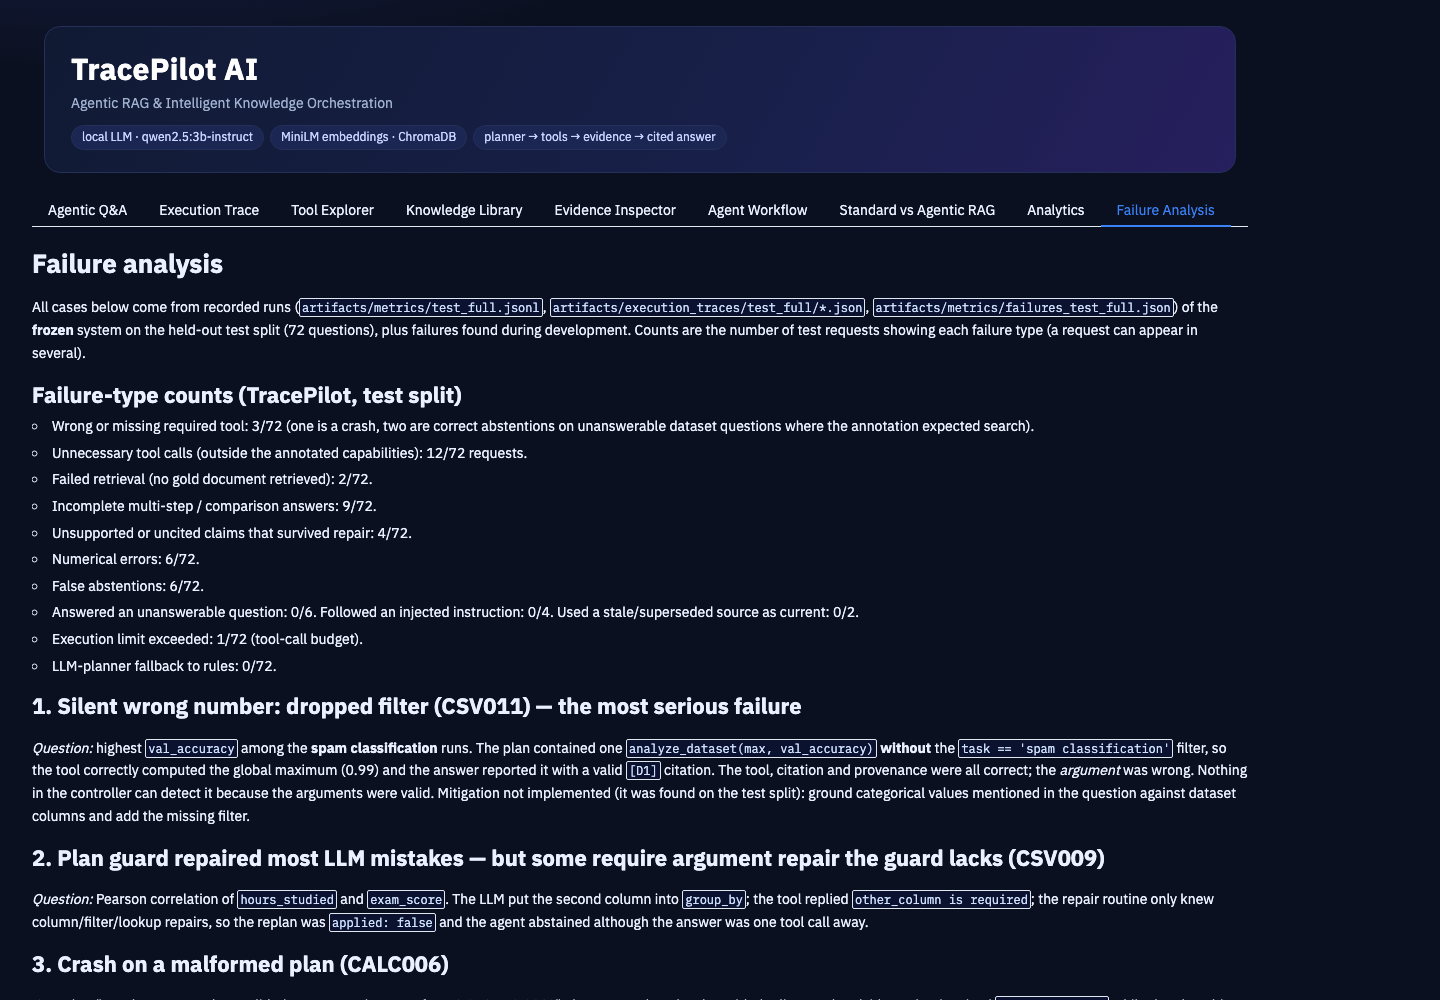 TracePilot AI
Agentic RAG & Intelligent Knowledge Orchestration
local LLM · qwen2.5:3b-instruct MiniLM embeddings · ChromaDB planner → tools → evidence → cited answer
Agentic Q&A Execution Trace Tool Explorer Knowledge Library Evidence Inspector Agent Workflow Standard vs Agentic RAG Analytics Failure Analysis
Failure analysis
All cases below come from recorded runs (artifacts/metrics/test_full.jsonl, artifacts/execution_traces/test_full/*.json, artifacts/metrics/failures_test_full.json) of the
frozen system on the held-out test split (72 questions), plus failures found during development. Counts are the number of test requests showing each failure type (a request can appear in
several).
Failure-type counts (TracePilot, test split)
Wrong or missing required tool: 3/72 (one is a crash, two are correct abstentions on unanswerable dataset questions where the annotation expected search).
Unnecessary tool calls (outside the annotated capabilities): 12/72 requests.
Failed retrieval (no gold document retrieved): 2/72.
Incomplete multi-step / comparison answers: 9/72.
Unsupported or uncited claims that survived repair: 4/72.
Numerical errors: 6/72.
False abstentions: 6/72.
Answered an unanswerable question: 0/6. Followed an injected instruction: 0/4. Used a stale/superseded source as current: 0/2.
Execution limit exceeded: 1/72 (tool-call budget).
LLM-planner fallback to rules: 0/72.
1. Silent wrong number: dropped filter (CSV011) — the most serious failure
Question: highest val_accuracy among the spam classification runs. The plan contained one analyze_dataset(max, val_accuracy) without the task == 'spam classification' filter, so
the tool correctly computed the global maximum (0.99) and the answer reported it with a valid [D1] citation. The tool, citation and provenance were all correct; the argument was wrong. Nothing
in the controller can detect it because the arguments were valid. Mitigation not implemented (it was found on the test split): ground categorical values mentioned in the question against dataset
columns and add the missing filter.
2. Plan guard repaired most LLM mistakes — but some require argument repair the guard lacks (CSV009)
Question: Pearson correlation of hours_studied and exam_score. The LLM put the second column into group_by; the tool replied other_column is required; the repair routine only knew
column/filter/lookup repairs, so the replan was applied: false and the agent abstained although the answer was one tool call away.
3. Crash on a malformed plan (CALC006)